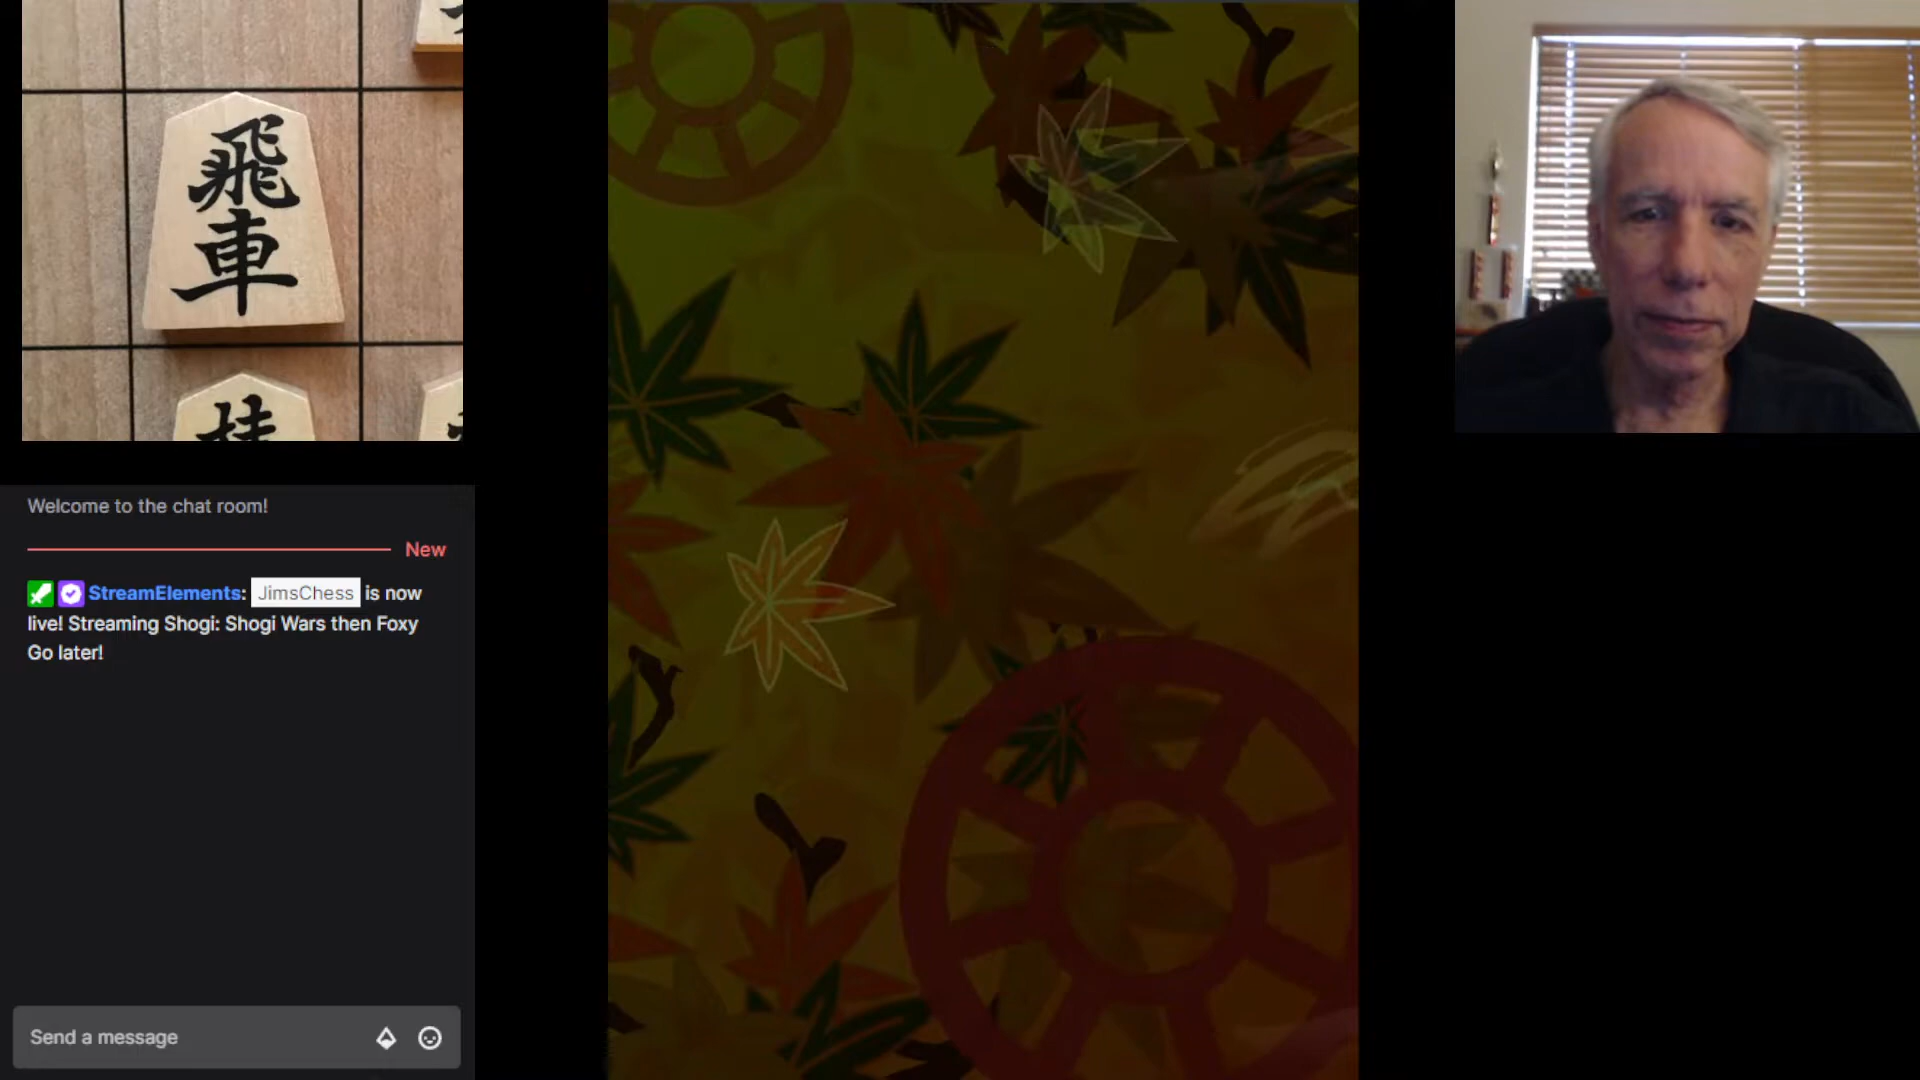 飛
車
桂
Welcome to the chat room!
New
StreamElements: JimsChess is now
live! Streaming Shogi: Shogi Wars then Foxy
Go later!
Send a message